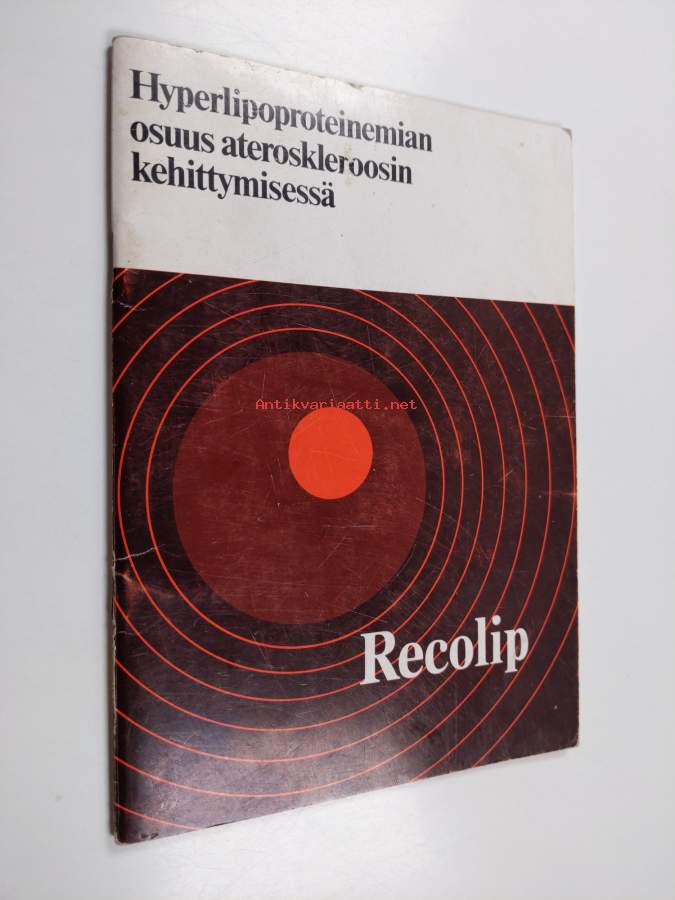 Hyperlipoproteinemian
osuus ateroskleroosin
kehittymisessä
Antikvariaatti.net
Recolip